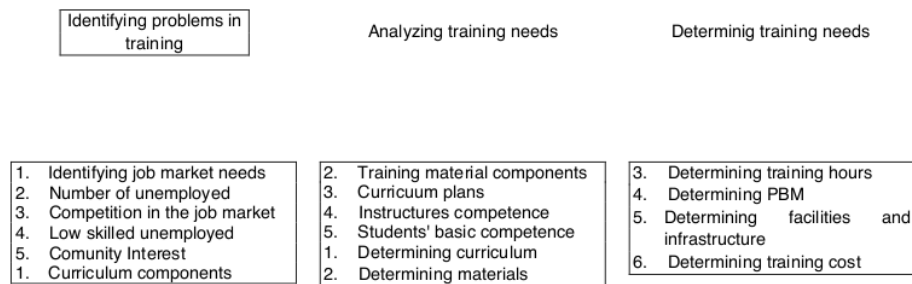 Identifying problems in
training
Analyzing training needs
Determinig training needs
1. Identifying job market needs
2. Number of unemployed
3. Competition in the job market
4. Low skilled unemployed
5. Comunity Interest
1. Curriculum components
2. Training material components
3. Curricuum plans
4. Instructures competence
5. Students' basic competence
1. Determining curriculum
2. Determining materials
3. Determining training hours
4. Determining PBM
5. Determining facilities and
infrastructure
6. Determining training cost